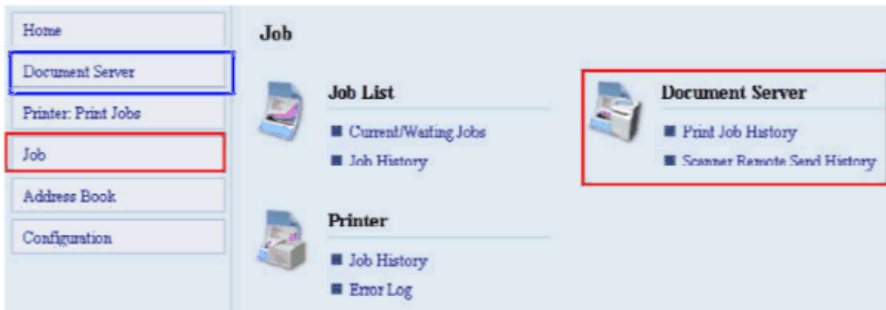 Home
Document Server
Printer: Print Jobs
Job
Address Book
Configuration
Job
Job List
Current/Waiting Jobs
Job History
Document Server
Print Job History
Scanner Remote Send History
Printer
Job History
Error Log